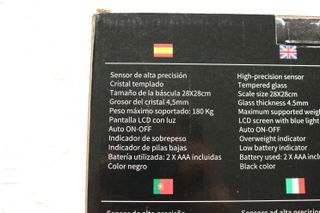 Sensor de alta precisión
Cristal templado
Tamaño de la báscula 28X28cm
Grosor del cristal 4,5mm
Peso máximo soportado: 180 Kg
Pantalla LCD con luz
Auto ON-OFF
Indicador de sobrepeso
Indicador de pilas bajas
Batería utilizada: 2 X AAA incluidas
Color negro
High-precision sensor
Tempered glass
Scale size 28X28cm
Glass thickness 4.5mm
Maximum supported
LCD screen with blue light
Auto ON-OFF
Overweight indicator
Low battery indicator
Battery used: 2 X AAA
Black color